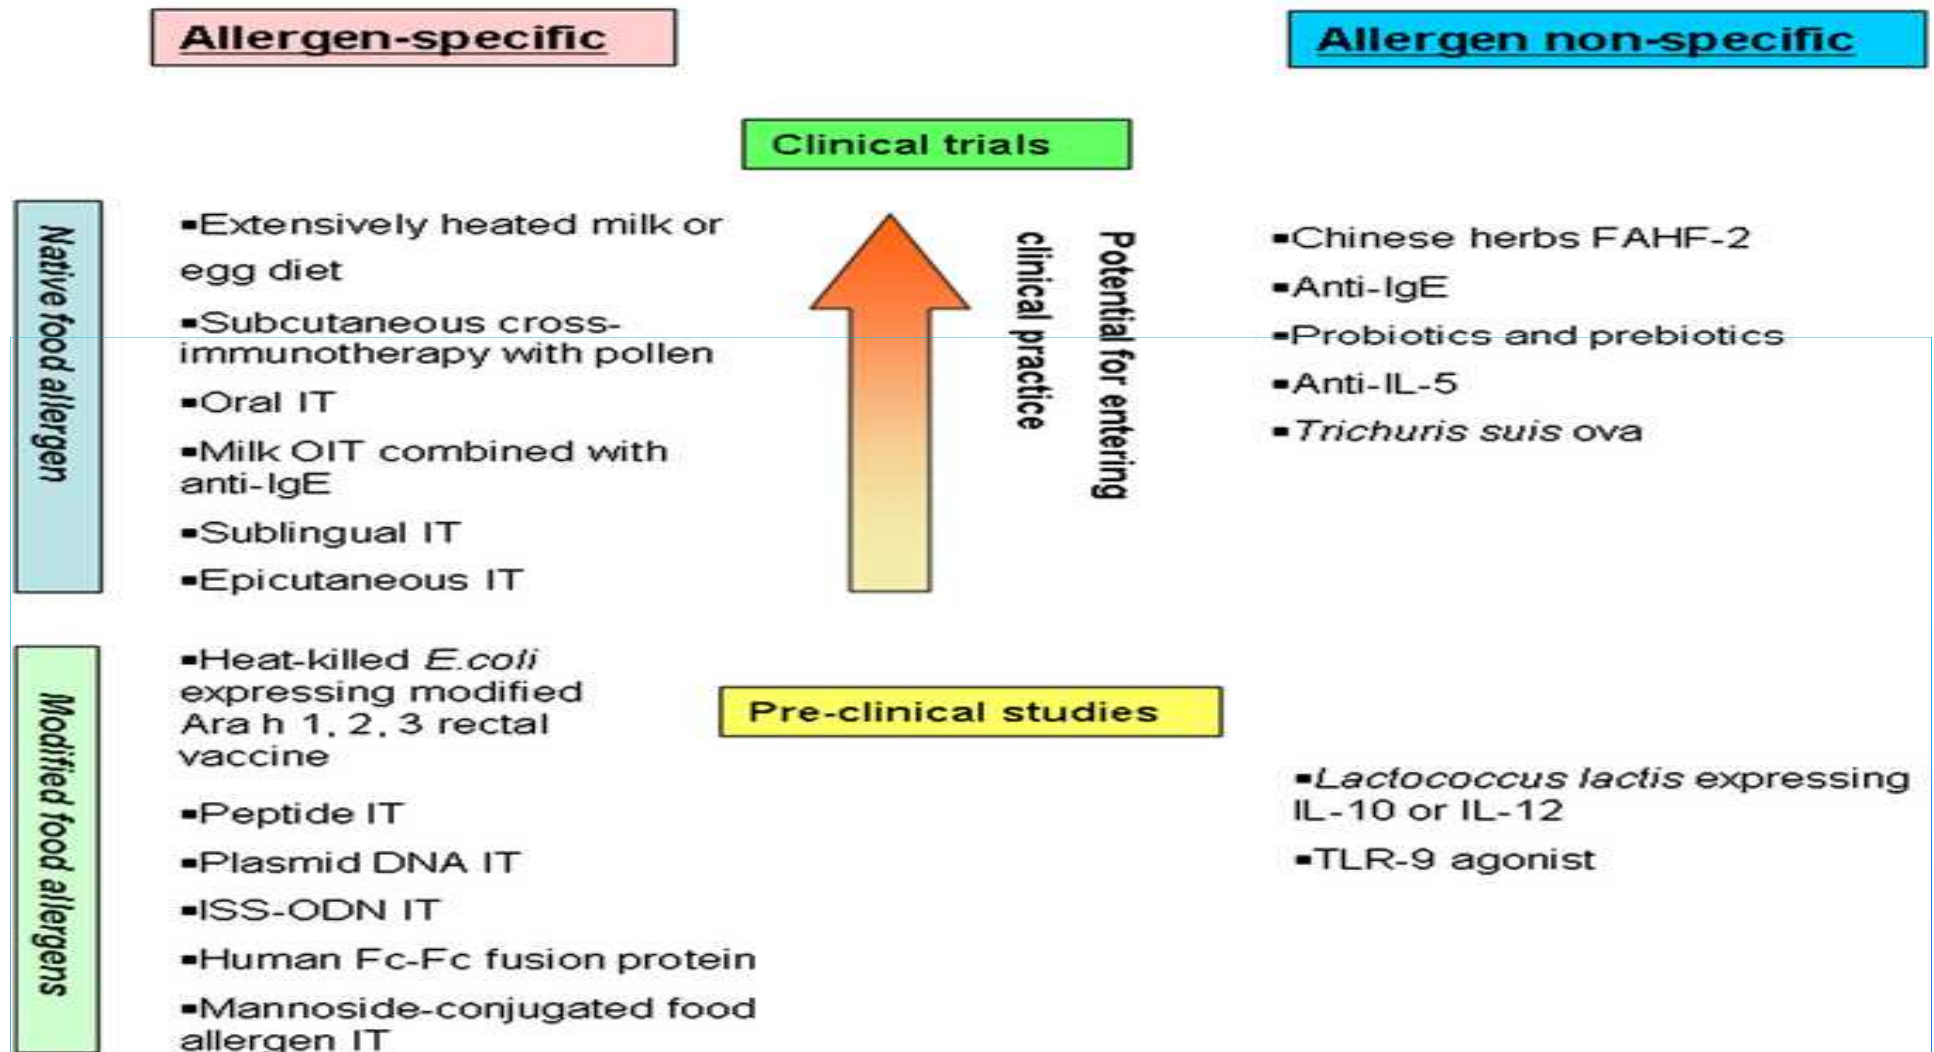 Allergen-specific
Allergen non-specific
Clinical trials
Native food allergen
▪Extensively heated milk or
egg diet
▪Subcutaneous cross-
immunotherapy with pollen
▪Oral IT
▪Milk OIT combined with
anti-IgE
▪Sublingual IT
▪Epicutaneous IT
Potential for entering
clinical practice
▪Chinese herbs FAHF-2
▪Anti-IgE
▪Probiotics and prebiotics
▪Anti-IL-5
▪Trichuris suis ova
Modified food allergens
▪Heat-killed E.coli
expressing modified
Ara h 1, 2, 3 rectal
vaccine
▪Peptide IT
▪Plasmid DNA IT
▪ISS-ODN IT
▪Human Fc-Fc fusion protein
▪Mannoside-conjugated food
allergen IT
Pre-clinical studies
▪Lactococcus lactis expressing
IL-10 or IL-12
▪TLR-9 agonist